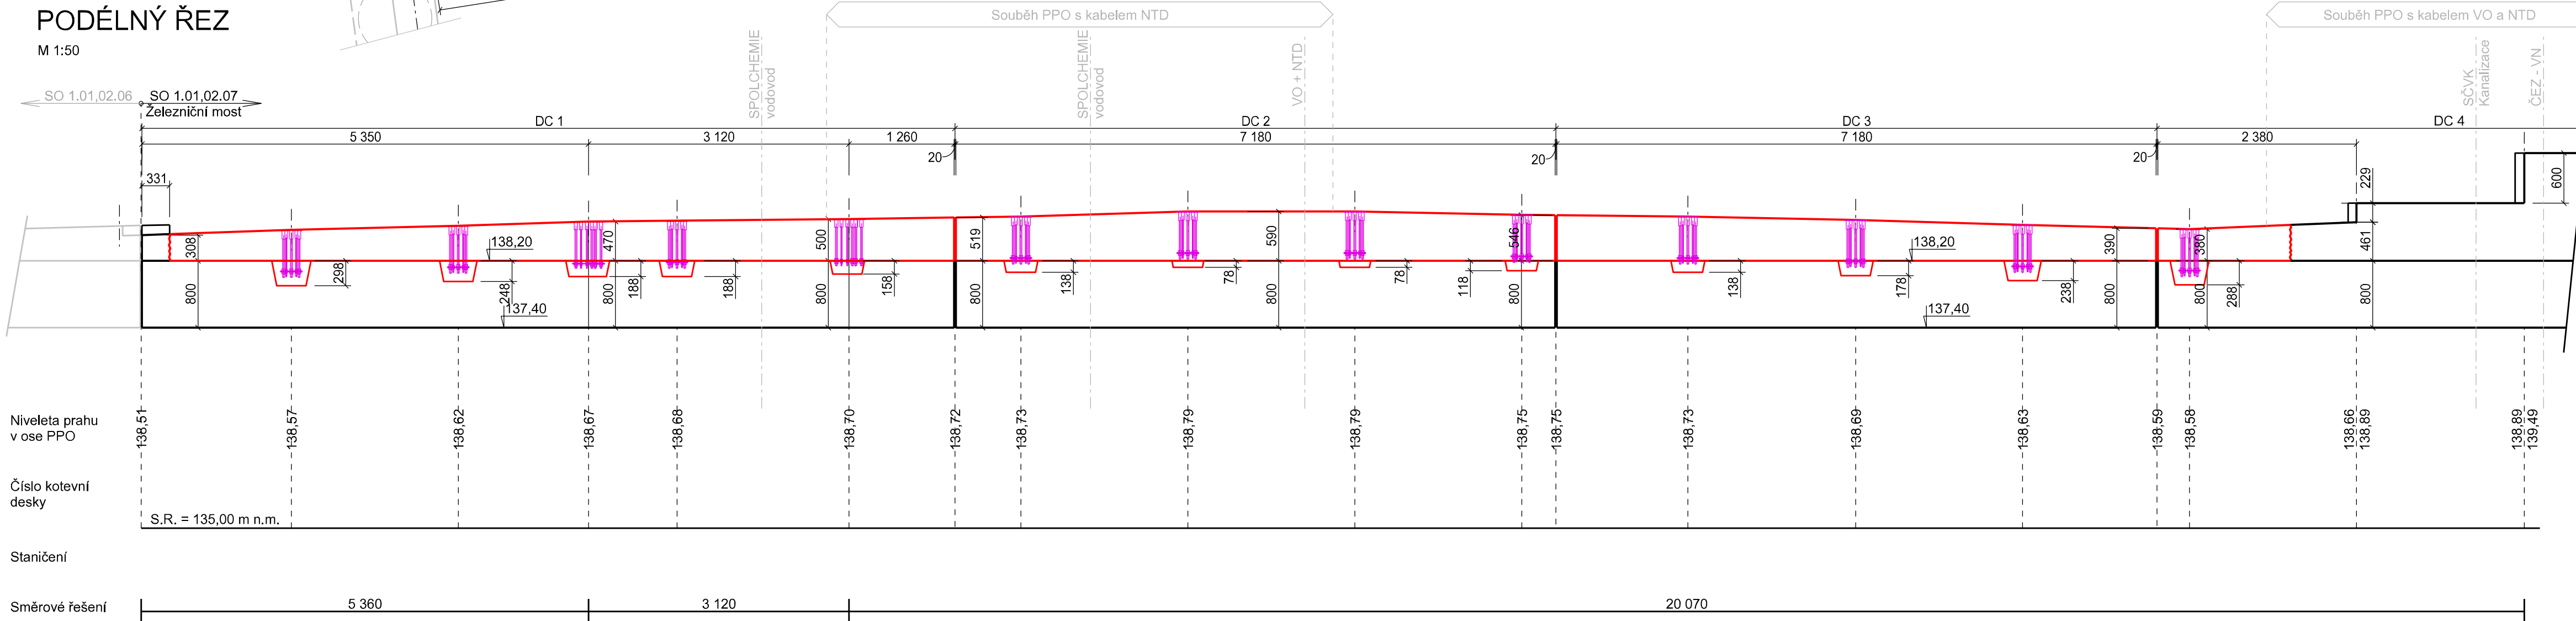 PODÉLNÝ ŘEZ
M 1:50
Souběh PPO s kabelem NTD
Souběh PPO s kabelem VO a NTD
SPOLCHEMIE
vodovod
SPOLCHEMIE
vodovod
VO + NTD
SČVK
Kanalizace
ČEZ - VN
SO 1.01,02.06
SO 1.01,02.07
Železniční most
DC 1
DC 2
DC 3
DC 4
5 350
3 120
1 260
7 180
7 180
2 380
20
20
20
331
229
600
308
470
500
519
590
546
390
380
461
138,20
138,20
800
298
248
800
188
188
800
158
800
138
78
800
78
118
800
138
178
238
800
800
288
800
137,40
137,40
Niveleta prahu
v ose PPO
138,51
138,57
138,62
138,67
138,68
138,70
138,72
138,73
138,79
138,79
138,75
138,75
138,73
138,69
138,63
138,59
138,58
138,66
138,89
138,89
139,49
Číslo kotevní
desky
S.R. = 135,00 m n.m.
Staničení
Směrové řešení
5 360
3 120
20 070